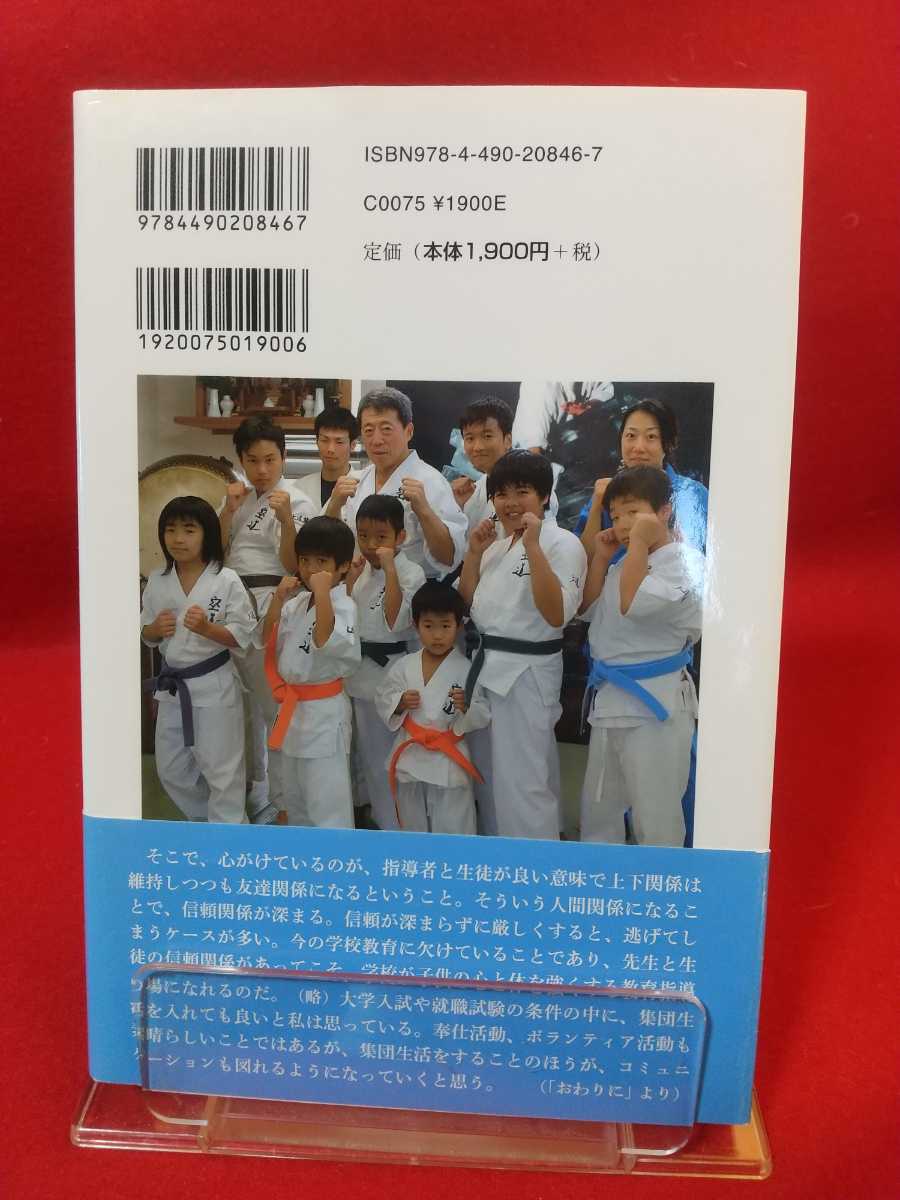 ISBN978-4-490-20846-7
9784490208467
C0075 ¥1900E
定価（本体1,900円＋税）
1920075019006
空道
そこで、心がけているのが、指導者と生徒が良い意味で上下関係は
維持しつつも友達関係になるということ。そういう人間関係になるこ
とで、信頼関係が深まる。信頼が深まらずに厳しくすると、逃げてし
まうケースが多い。今の学校教育に欠けていることであり、先生と生
徒の信頼関係があってこそ、学校が子供の心と体を強くする教育指導
の場になれるのだ。（略）大学入試や就職試験の条件の中に、集団生
を入れても良いと私は思っている。奉仕活動、ボランティア活動も
素晴らしいことではあるが、集団生活をすることのほうが、コミュニ
ケーションも図れるようになっていくと思う。（「おわりに」より）